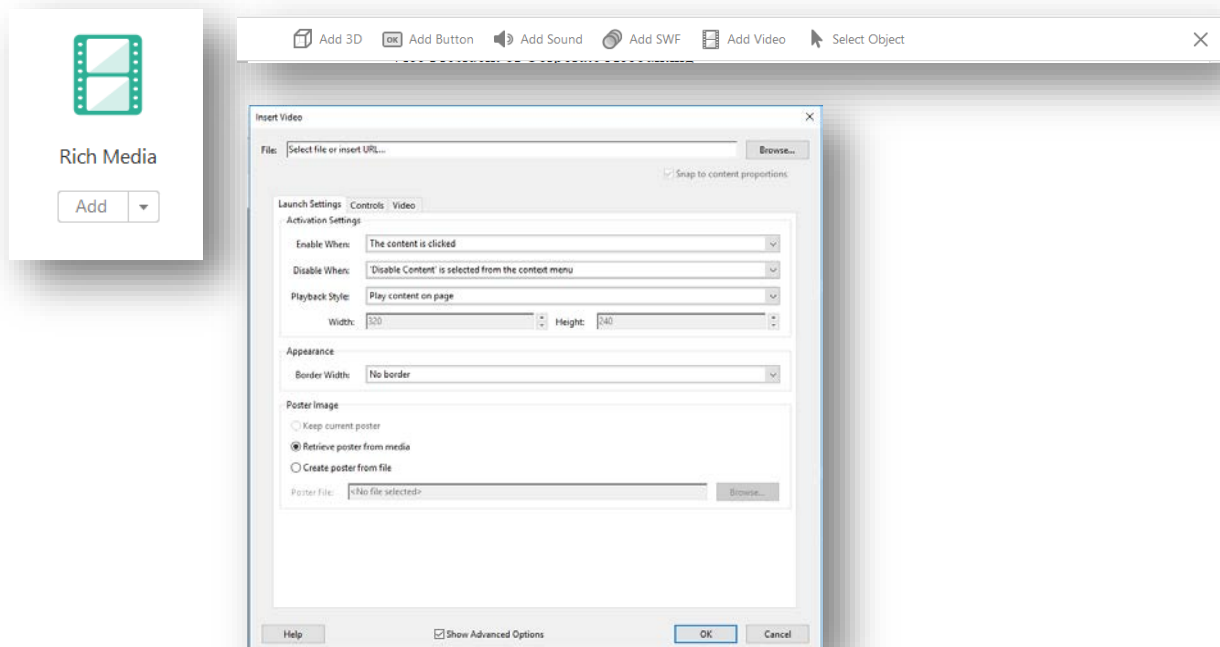 Rich Media
Add
Add 3D OK Add Button Add Sound Add SWF Add Video Select Object
Insert Video
File: Select file or insert URL... Browse...
Snap to content proportions
Launch Settings Controls Video
Activation Settings
Enable When: The content is clicked
Disable When: 'Disable Content' is selected from the context menu
Playback Style: Play content on page
Width: 320 Height: 240
Appearance
Border Width: No border
Poster Image
Keep current poster
Retrieve poster from media
Create poster from file
Poster File: <No file selected> Browse...
Help Show Advanced Options OK Cancel